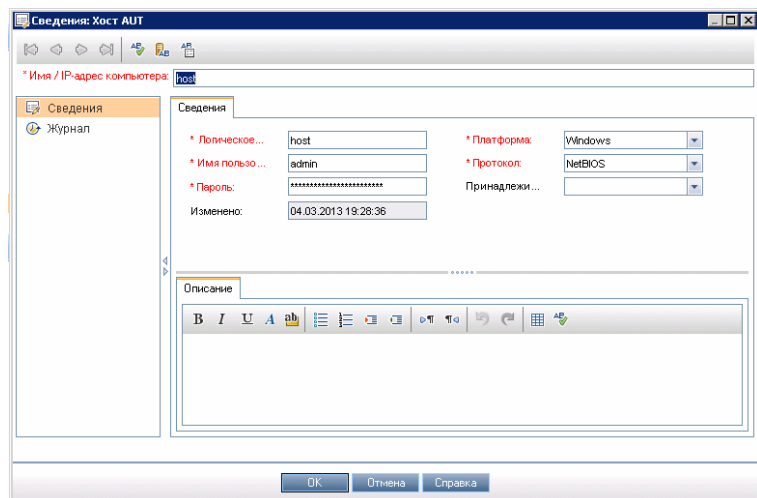 Сведения: Хост AUT
* Имя / IP-адрес компьютера: host
Сведения
Журнал
Сведения
* Логическое... host
* Платформа: Windows
* Имя пользо... admin
* Протокол: NetBIOS
* Пароль: ************************
Принадлежи...
Изменено: 04.03.2013 19:28:36
Описание
B I U A ab
OK Отмена Справка